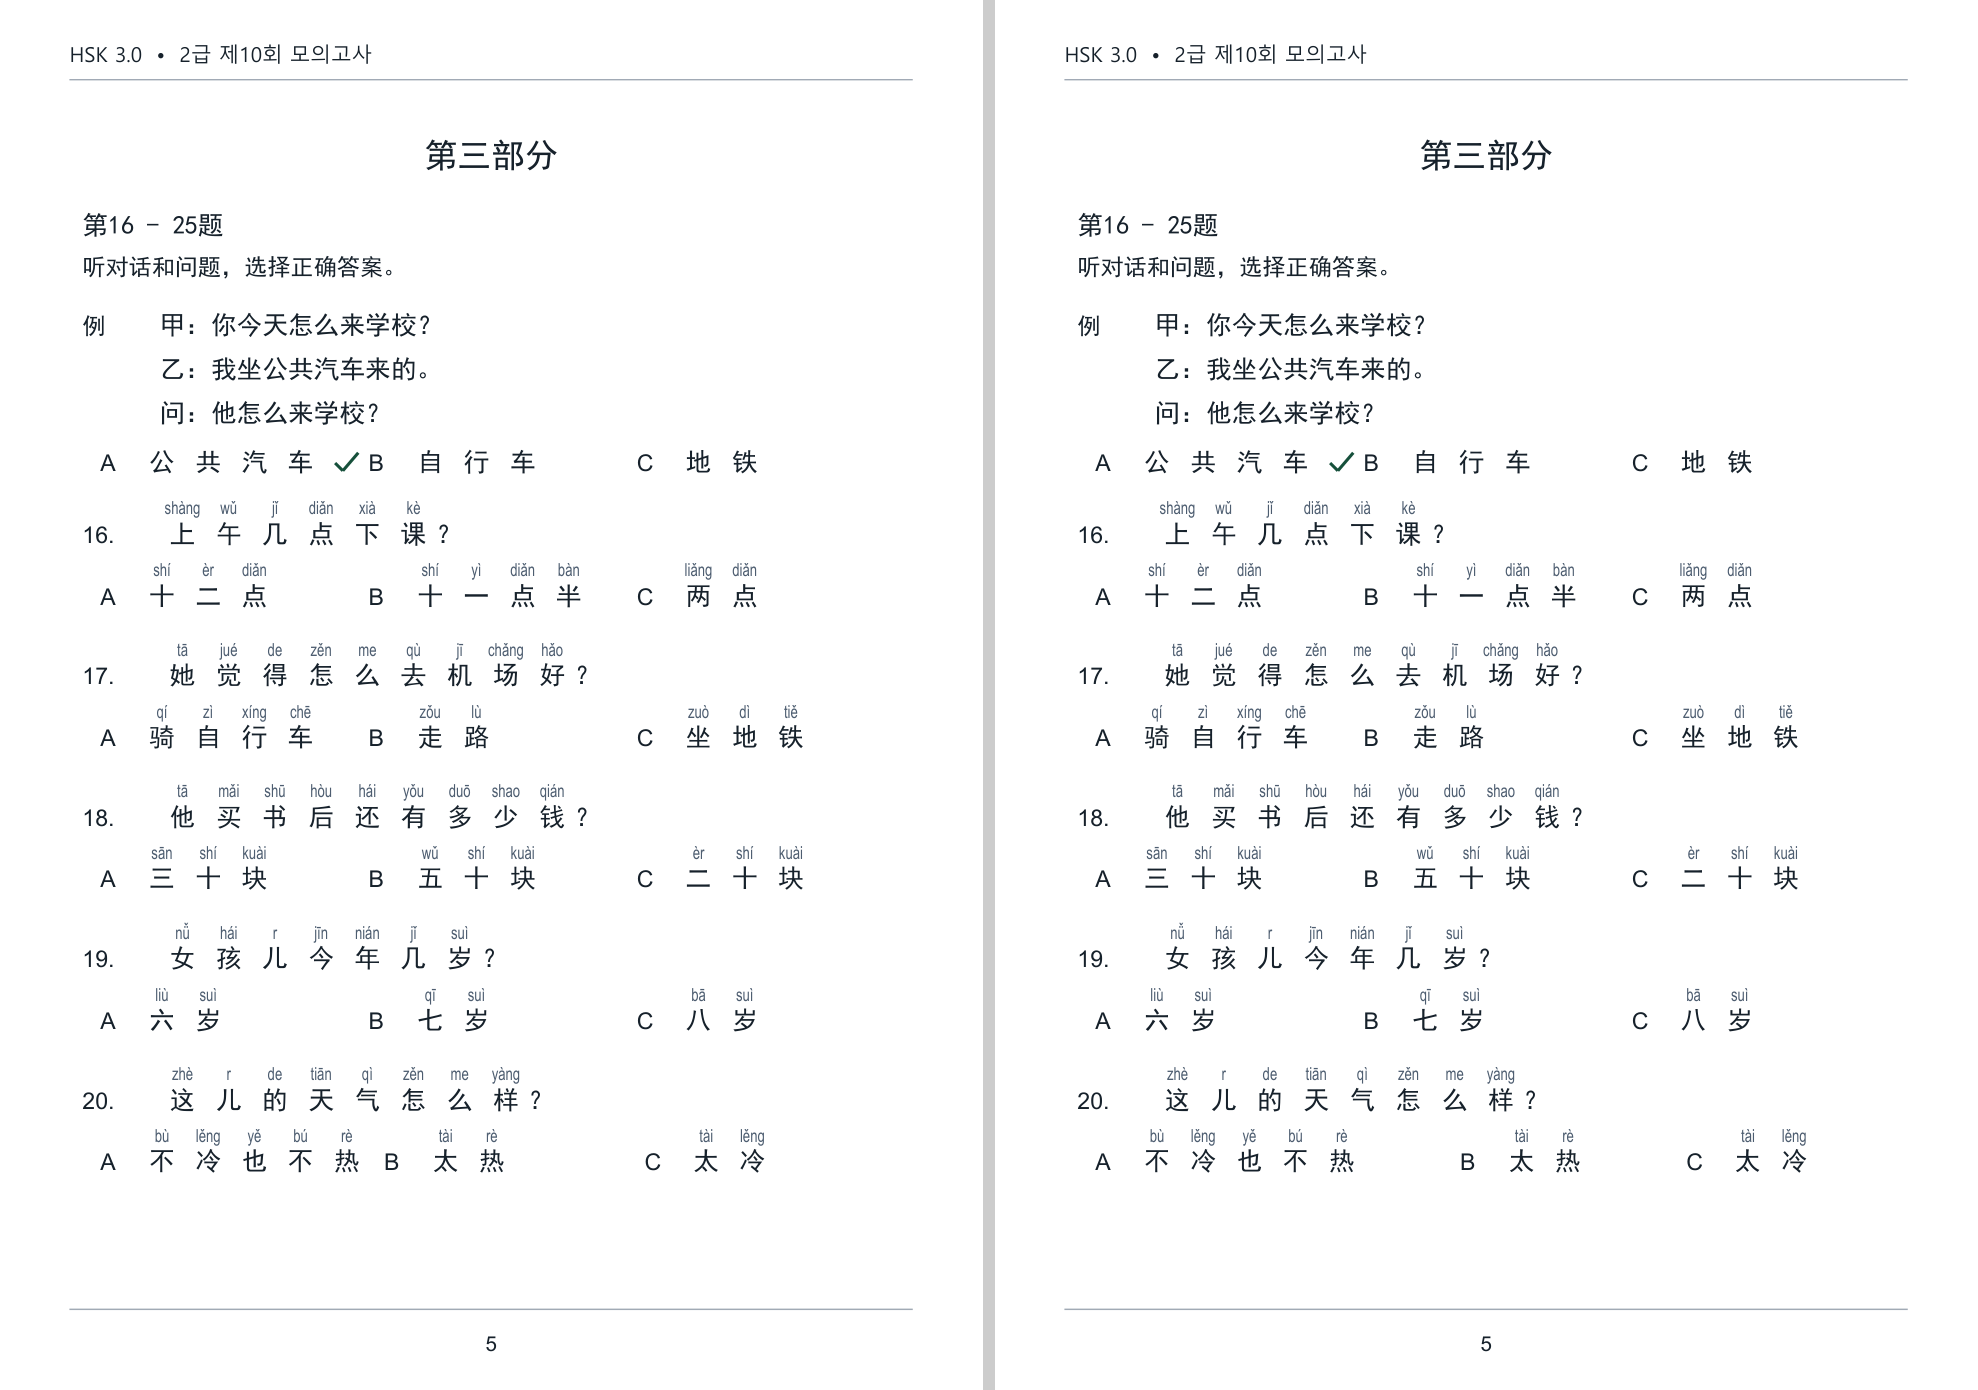 HSK 3.0 • 2급 제10회 모의고사
第三部分
第16 – 25题
听对话和问题，选择正确答案。
例 甲：你今天怎么来学校？
乙：我坐公共汽车来的。
问：他怎么来学校？
A 公共汽车 ✓ B 自行车 C 地铁
shàng wǔ jǐ diǎn xià kè
16. 上午几点下课？
shí èr diǎn shí yì diǎn bàn liǎng diǎn
A 十二点 B 十一点半 C 两点
tā jué de zěn me qù jī chǎng hǎo
17. 她觉得怎么去机场好？
qí zì xíng chē zǒu lù zuò dì tiě
A 骑自行车 B 走路 C 坐地铁
tā mǎi shū hòu hái yǒu duō shao qián
18. 他买书后还有多少钱？
sān shí kuài wǔ shí kuài èr shí kuài
A 三十块 B 五十块 C 二十块
nǚ hái r jīn nián jǐ suì
19. 女孩儿今年几岁？
liù suì qī suì bā suì
A 六岁 B 七岁 C 八岁
zhè r de tiān qì zěn me yàng
20. 这儿的天气怎么样？
bù lěng yě bú rè tài rè tài lěng
A 不冷也不热 B 太热 C 太冷
5
HSK 3.0 • 2급 제10회 모의고사
第三部分
第16 – 25题
听对话和问题，选择正确答案。
例 甲：你今天怎么来学校？
乙：我坐公共汽车来的。
问：他怎么来学校？
A 公共汽车 ✓ B 自行车 C 地铁
shàng wǔ jǐ diǎn xià kè
16. 上午几点下课？
shí èr diǎn shí yì diǎn bàn liǎng diǎn
A 十二点 B 十一点半 C 两点
tā jué de zěn me qù jī chǎng hǎo
17. 她觉得怎么去机场好？
qí zì xíng chē zǒu lù zuò dì tiě
A 骑自行车 B 走路 C 坐地铁
tā mǎi shū hòu hái yǒu duō shao qián
18. 他买书后还有多少钱？
sān shí kuài wǔ shí kuài èr shí kuài
A 三十块 B 五十块 C 二十块
nǚ hái r jīn nián jǐ suì
19. 女孩儿今年几岁？
liù suì qī suì bā suì
A 六岁 B 七岁 C 八岁
zhè r de tiān qì zěn me yàng
20. 这儿的天气怎么样？
bù lěng yě bú rè tài rè tài lěng
A 不冷也不热 B 太热 C 太冷
5